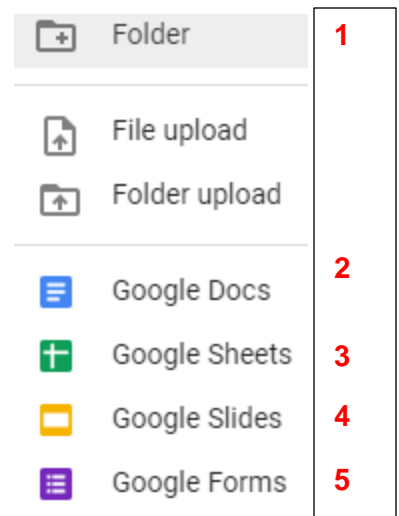 Folder 1
File upload
Folder upload
2
Google Docs
Google Sheets 3
Google Slides 4
Google Forms 5